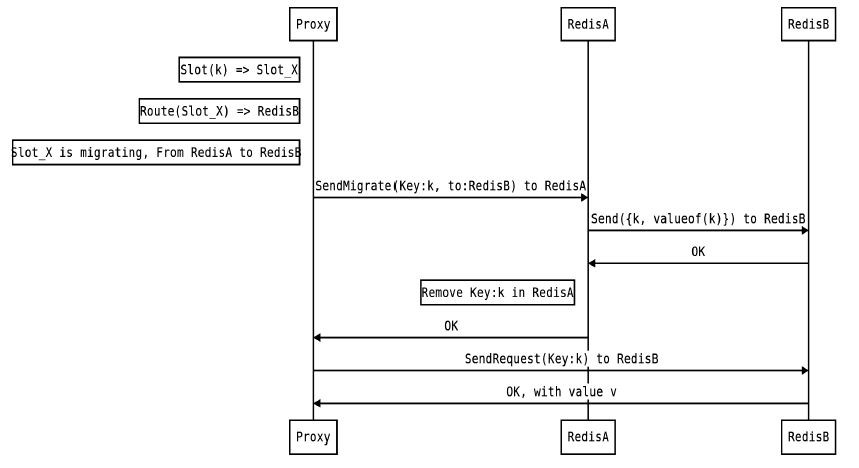 Proxy
RedisA
RedisB
Slot(k) => Slot_X
Route(Slot_X) => RedisB
Slot_X is migrating, From RedisA to RedisB
SendMigrate(Key:k, to:RedisB) to RedisA
Send({k, valueof(k)}) to RedisB
OK
Remove Key:k in RedisA
OK
SendRequest(Key:k) to RedisB
OK, with value v
Proxy
RedisA
RedisB